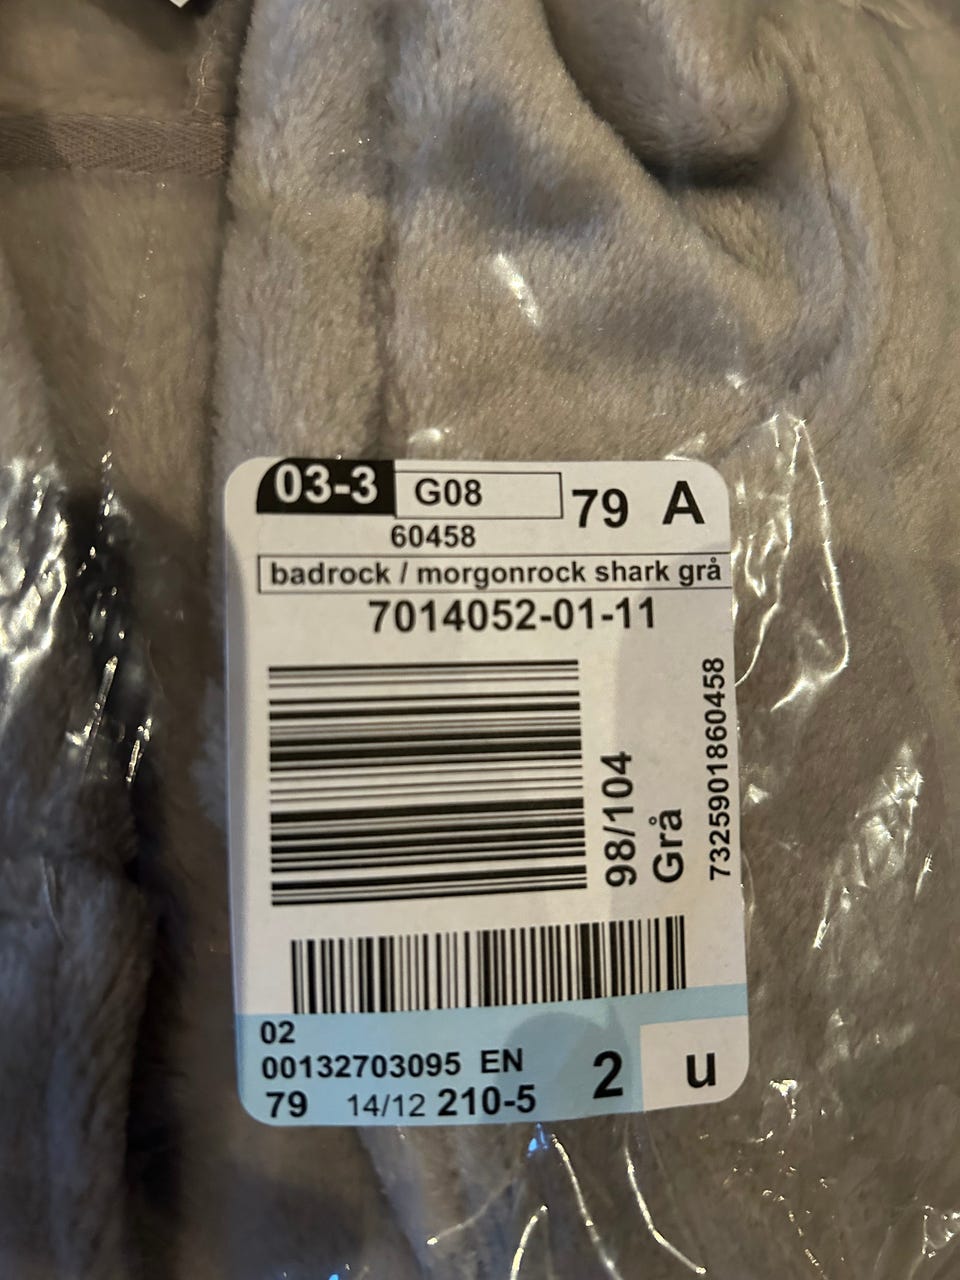 03-3 G08 79 A
60458
badrock / morgonrock shark grå
7014052-01-11
98/104
Grå
7325901860458
02
00132703095 EN
79 14/12 210-5 2 u